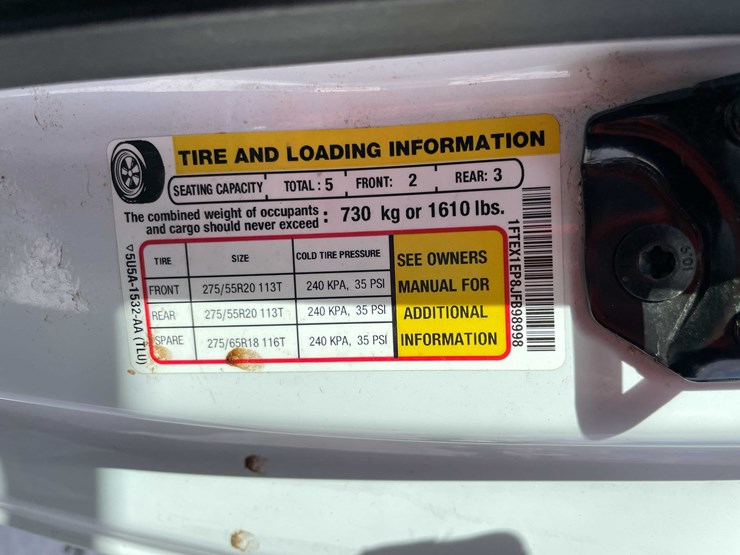 TIRE AND LOADING INFORMATION
SEATING CAPACITY TOTAL : 5 FRONT: 2 REAR: 3
The combined weight of occupants
and cargo should never exceed : 730 kg or 1610 lbs.
TIRE SIZE COLD TIRE PRESSURE
FRONT 275/55R20 113T 240 KPA, 35 PSI
REAR 275/55R20 113T 240 KPA, 35 PSI
SPARE 275/65R18 116T 240 KPA, 35 PSI
SEE OWNERS
MANUAL FOR
ADDITIONAL
INFORMATION
▽5U5A-1532-AA (TLU)
1FTEX1EP8JFB98998
10.9